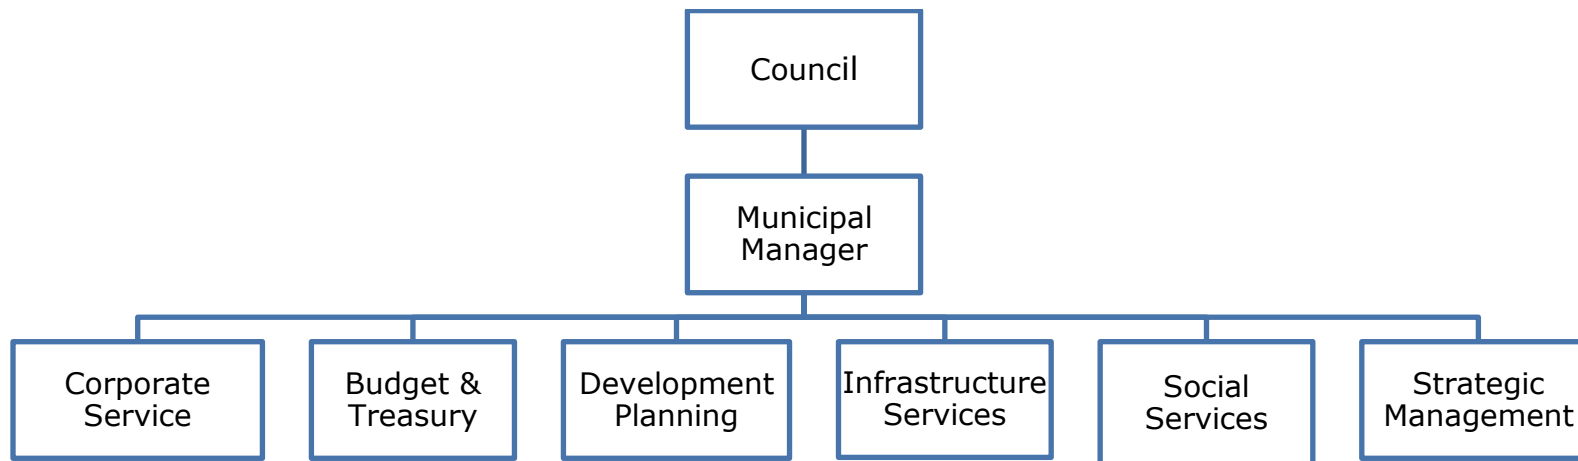 Council
Municipal
Manager
Corporate
Service
Budget &
Treasury
Development
Planning
Infrastructure
Services
Social
Services
Strategic
Management